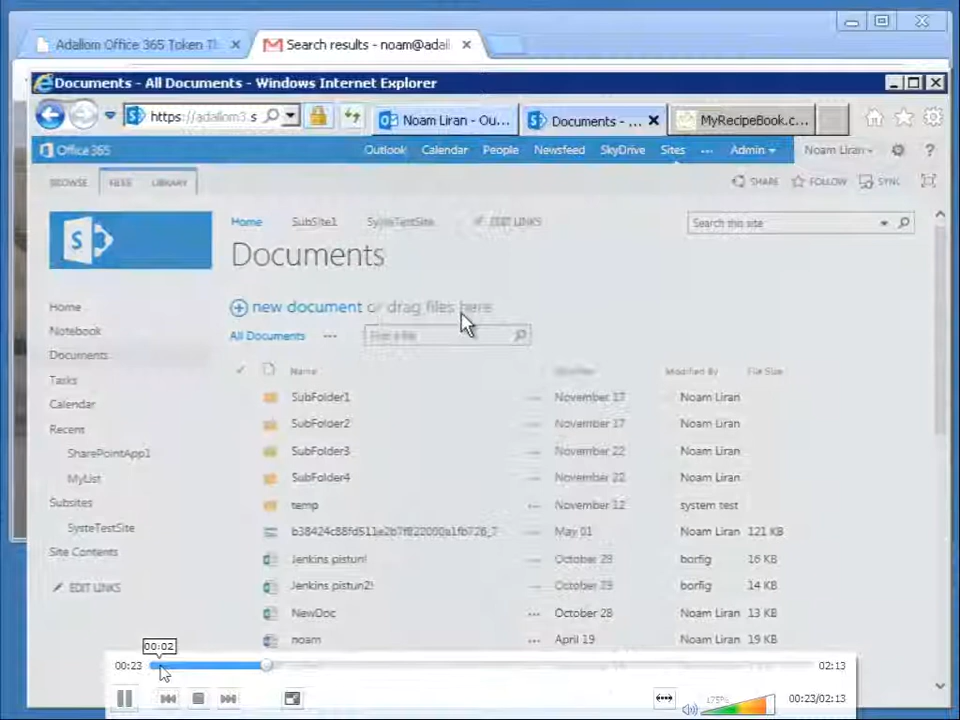 Adallom Office 365 Token Th
Search results - noam@adal
Documents - All Documents - Windows Internet Explorer
https://adallom3.s
Noam Liran - Ou...
Documents - ...
MyRecipeBook.c...
Office 365
Outlook Calendar People Newsfeed SkyDrive Sites ... Admin Noam Liran ?
BROWSE FILES LIBRARY
SHARE FOLLOW SYNC
S
Home SubSite1 SysteTestSite EDIT LINKS
Search this site
Documents
new document or drag files here
All Documents ... Find a file
Name Modified Modified By File Size
SubFolder1 ... November 17 Noam Liran
SubFolder2 ... November 17 Noam Liran
SubFolder3 ... November 22 Noam Liran
SubFolder4 ... November 22 Noam Liran
temp ... November 12 system test
... May 01 Noam Liran 121 KB
Jenkins pistun! ... October 29 borfig 16 KB
Jenkins pistun2! ... October 29 borfig 14 KB
NewDoc ... October 28 Noam Liran 13 KB
noam ... April 19 Noam Liran 16 KB
Home
Notebook
Documents
Tasks
Calendar
Recent
SharePointApp1
MyList
Subsites
SysteTestSite
Site Contents
EDIT LINKS
00:02
00:23 02:13
175% 00:23/02:13